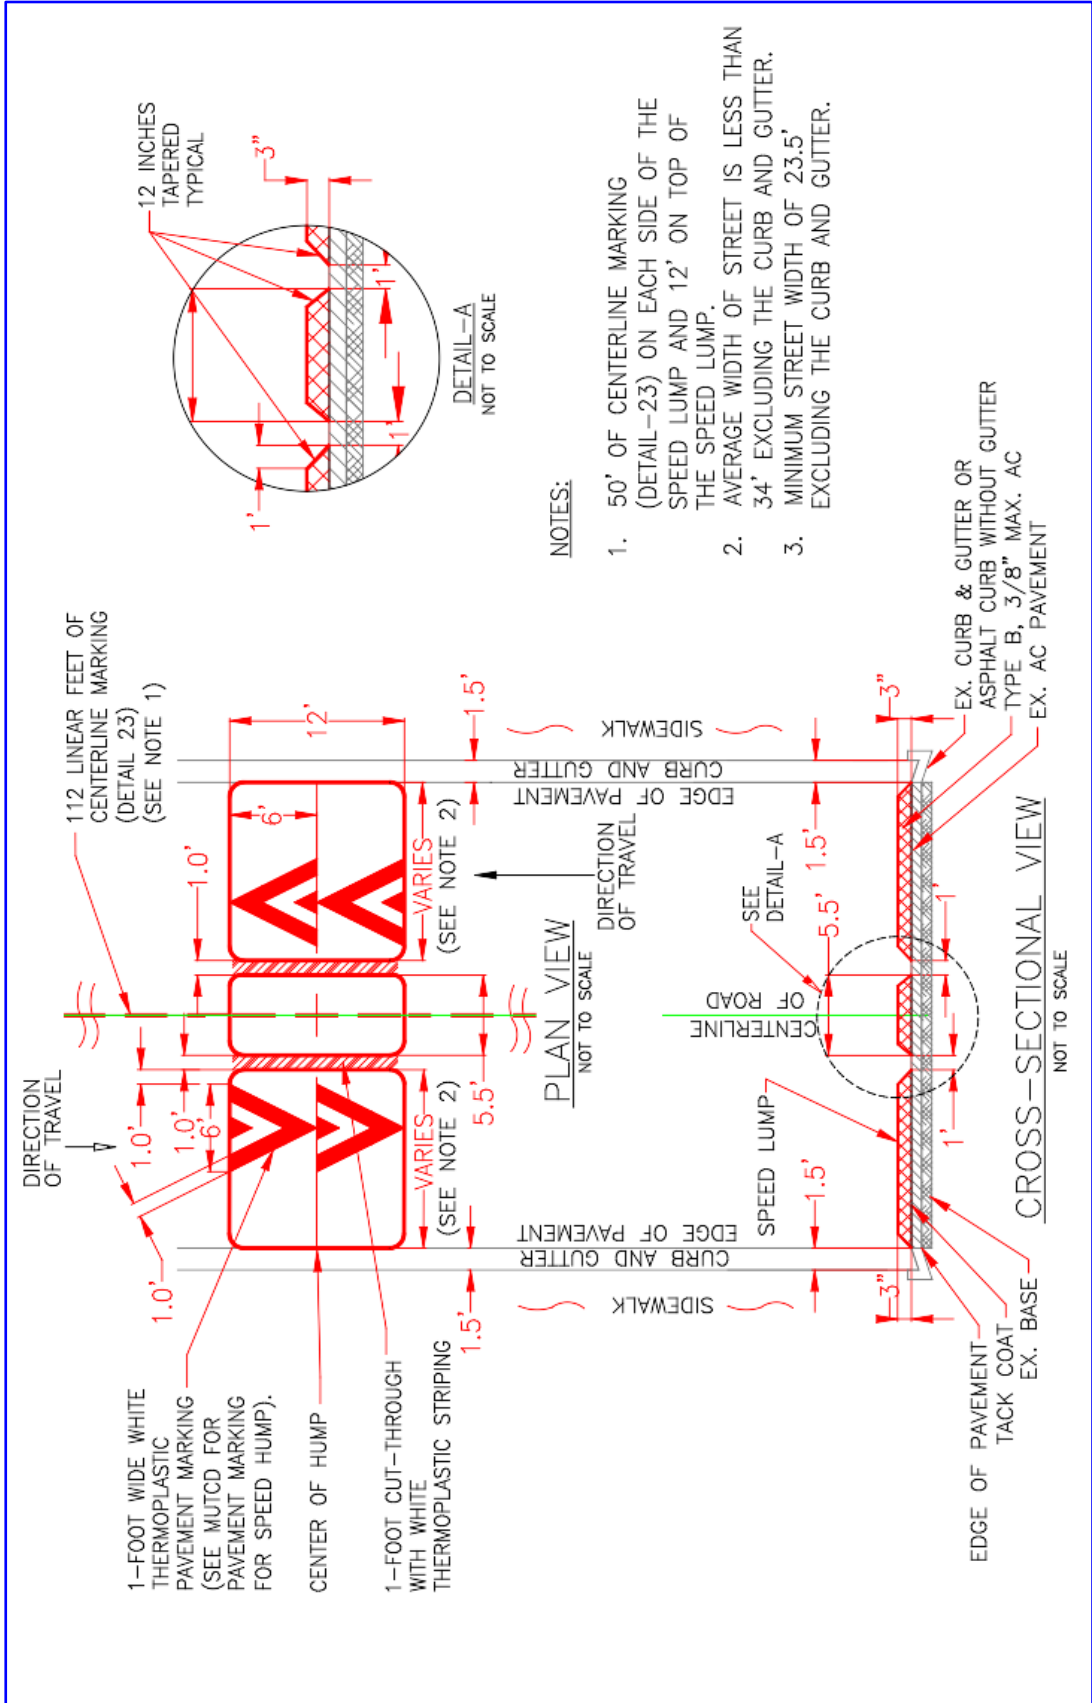 DIRECTION
OF TRAVEL
1.0'
1.0'
1.0'
6'
1.0'
112 LINEAR FEET OF
CENTERLINE MARKING
(DETAIL 23)
(SEE NOTE 1)
6'
12'
1-FOOT WIDE WHITE
THERMOPLASTIC
PAVEMENT MARKING
(SEE MUTCD FOR
PAVEMENT MARKING
FOR SPEED HUMP).
CENTER OF HUMP
1-FOOT CUT-THROUGH
WITH WHITE
THERMOPLASTIC STRIPING
VARIES
(SEE NOTE 2)
5.5'
VARIES
(SEE NOTE 2)
1.5'
1.5'
SIDEWALK
CURB AND GUTTER
EDGE OF PAVEMENT
PLAN VIEW
NOT TO SCALE
DIRECTION
OF TRAVEL
EDGE OF PAVEMENT
CURB AND GUTTER
SIDEWALK
12 INCHES
TAPERED
TYPICAL
3"
1'
1'
1'
DETAIL-A
NOT TO SCALE
NOTES:
1. 50' OF CENTERLINE MARKING
(DETAIL-23) ON EACH SIDE OF THE
SPEED LUMP AND 12' ON TOP OF
THE SPEED LUMP.
2. AVERAGE WIDTH OF STREET IS LESS THAN
34' EXCLUDING THE CURB AND GUTTER.
3. MINIMUM STREET WIDTH OF 23.5'
EXCLUDING THE CURB AND GUTTER.
SPEED LUMP
1.5'
CENTERLINE
OF ROAD
5.5'
SEE
DETAIL-A
1.5'
3"
3"
1'
1'
EDGE OF PAVEMENT
TACK COAT
EX. BASE
EX. CURB & GUTTER OR
ASPHALT CURB WITHOUT GUTTER
TYPE B, 3/8" MAX. AC
EX. AC PAVEMENT
CROSS-SECTIONAL VIEW
NOT TO SCALE